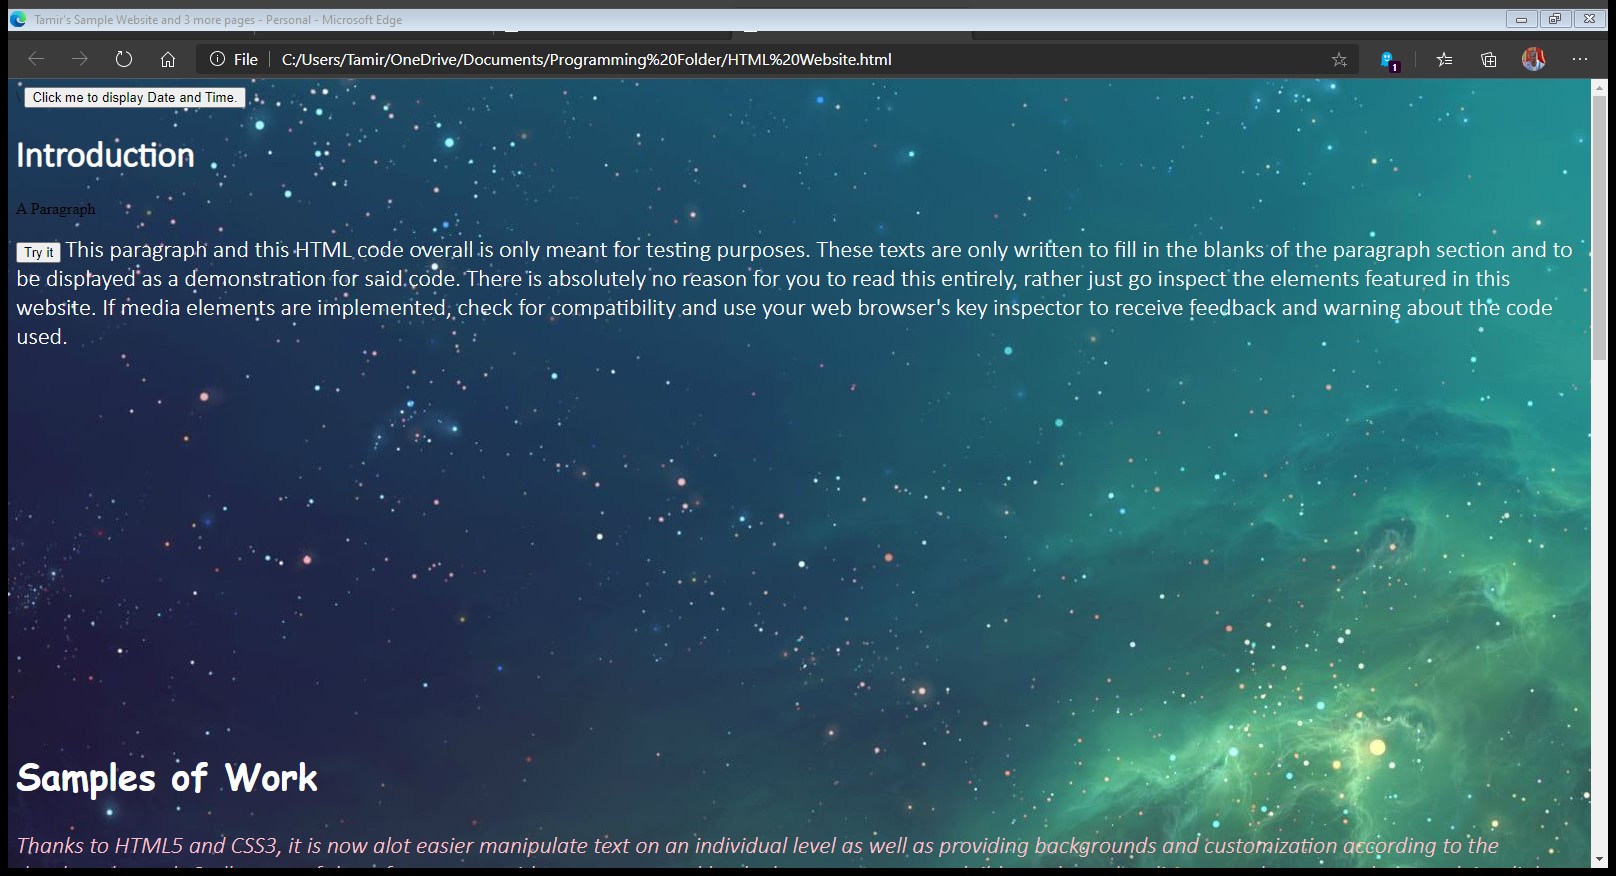 Tamir's Sample Website and 3 more pages - Personal - Microsoft Edge
File C:/Users/Tamir/OneDrive/Documents/Programming%20Folder/HTML%20Website.html
1
Click me to display Date and Time.
Introduction
A Paragraph
Try it This paragraph and this HTML code overall is only meant for testing purposes. These texts are only written to fill in the blanks of the paragraph section and to
be displayed as a demonstration for said code. There is absolutely no reason for you to read this entirely, rather just go inspect the elements featured in this
website. If media elements are implemented, check for compatibility and use your web browser's key inspector to receive feedback and warning about the code
used.
Samples of Work
Thanks to HTML5 and CSS3, it is now alot easier manipulate text on an individual level as well as providing backgrounds and customization according to the